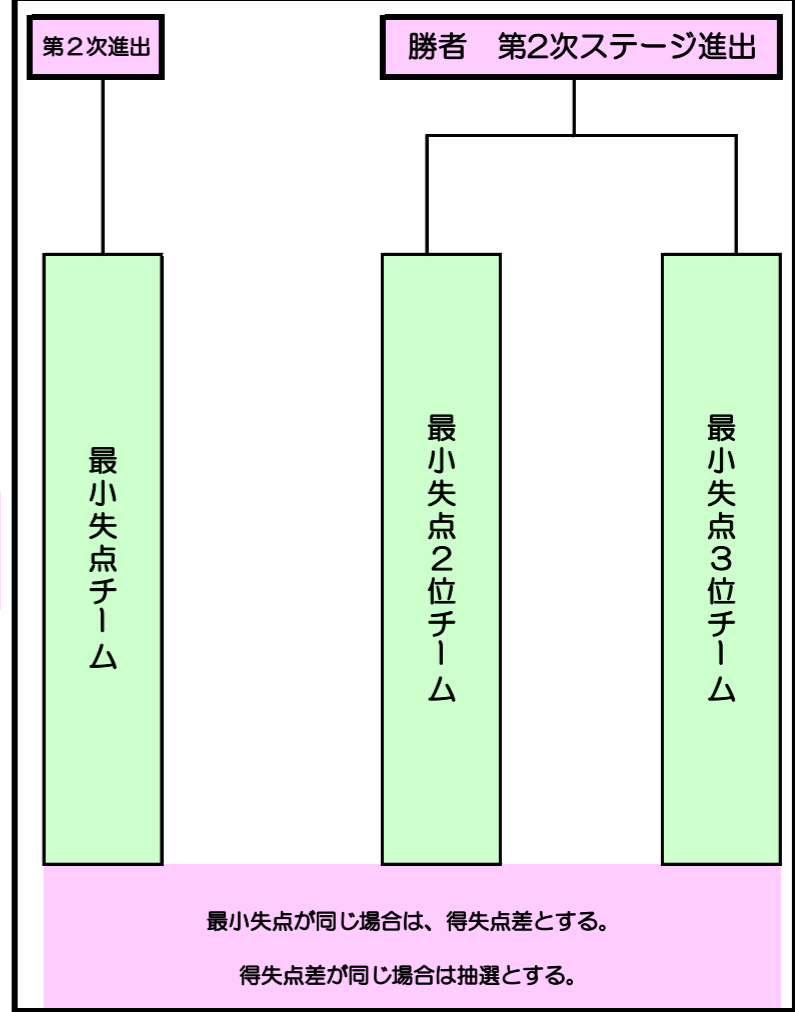 第２次進出
勝者　第2次ステージ進出
最小失点チーム
最小失点２位チーム
最小失点３位チーム
最小失点が同じ場合は、得失点差とする。
得失点差が同じ場合は抽選とする。